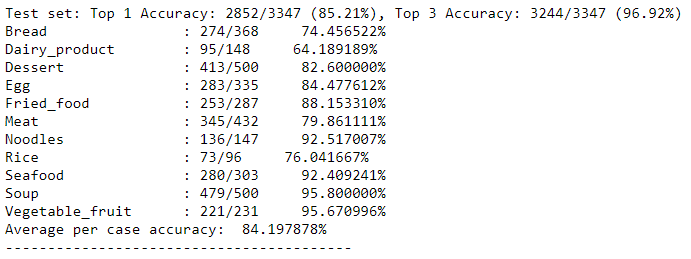 Test set: Top 1 Accuracy: 2852/3347 (85.21%), Top 3 Accuracy: 3244/3347 (96.92%)
Bread : 274/368 74.456522%
Dairy_product : 95/148 64.189189%
Dessert : 413/500 82.600000%
Egg : 283/335 84.477612%
Fried_food : 253/287 88.153310%
Meat : 345/432 79.861111%
Noodles : 136/147 92.517007%
Rice : 73/96 76.041667%
Seafood : 280/303 92.409241%
Soup : 479/500 95.800000%
Vegetable_fruit : 221/231 95.670996%
Average per case accuracy: 84.197878%
-----------------------------------------